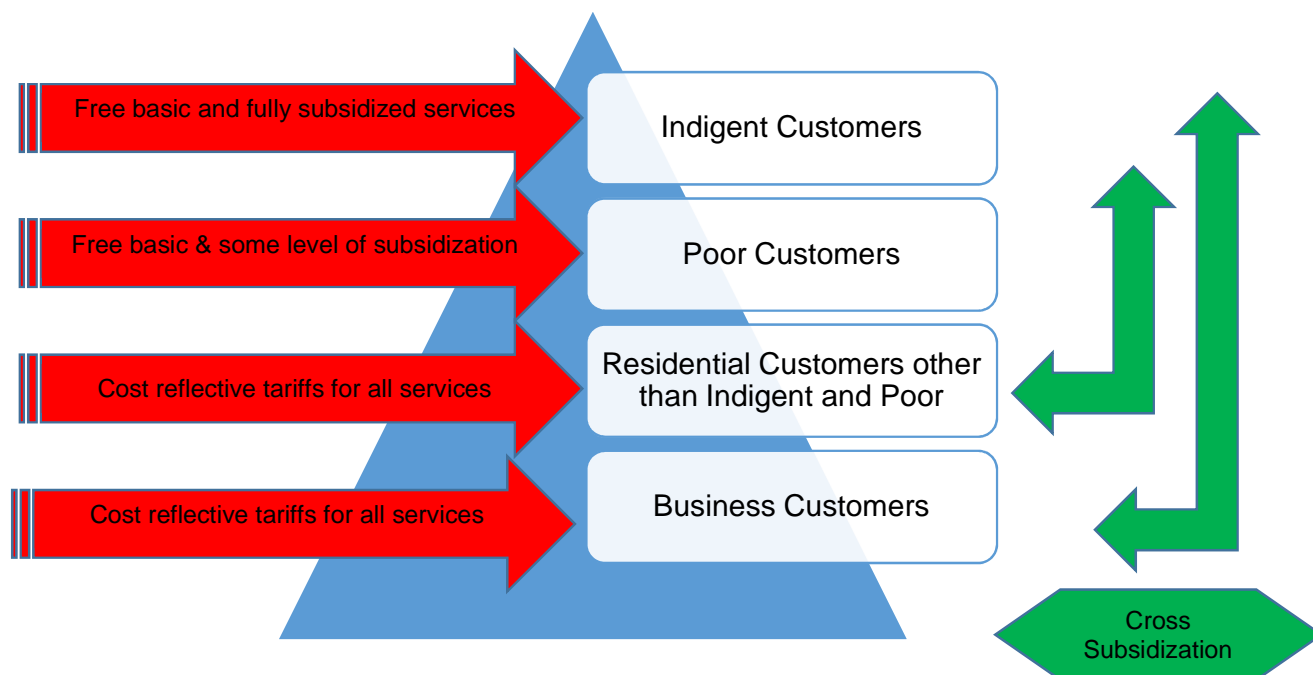 Free basic and fully subsidized services
Indigent Customers
Free basic & some level of subsidization
Poor Customers
Cost reflective tariffs for all services
Residential Customers other
than Indigent and Poor
Cost reflective tariffs for all services
Business Customers
Cross
Subsidization